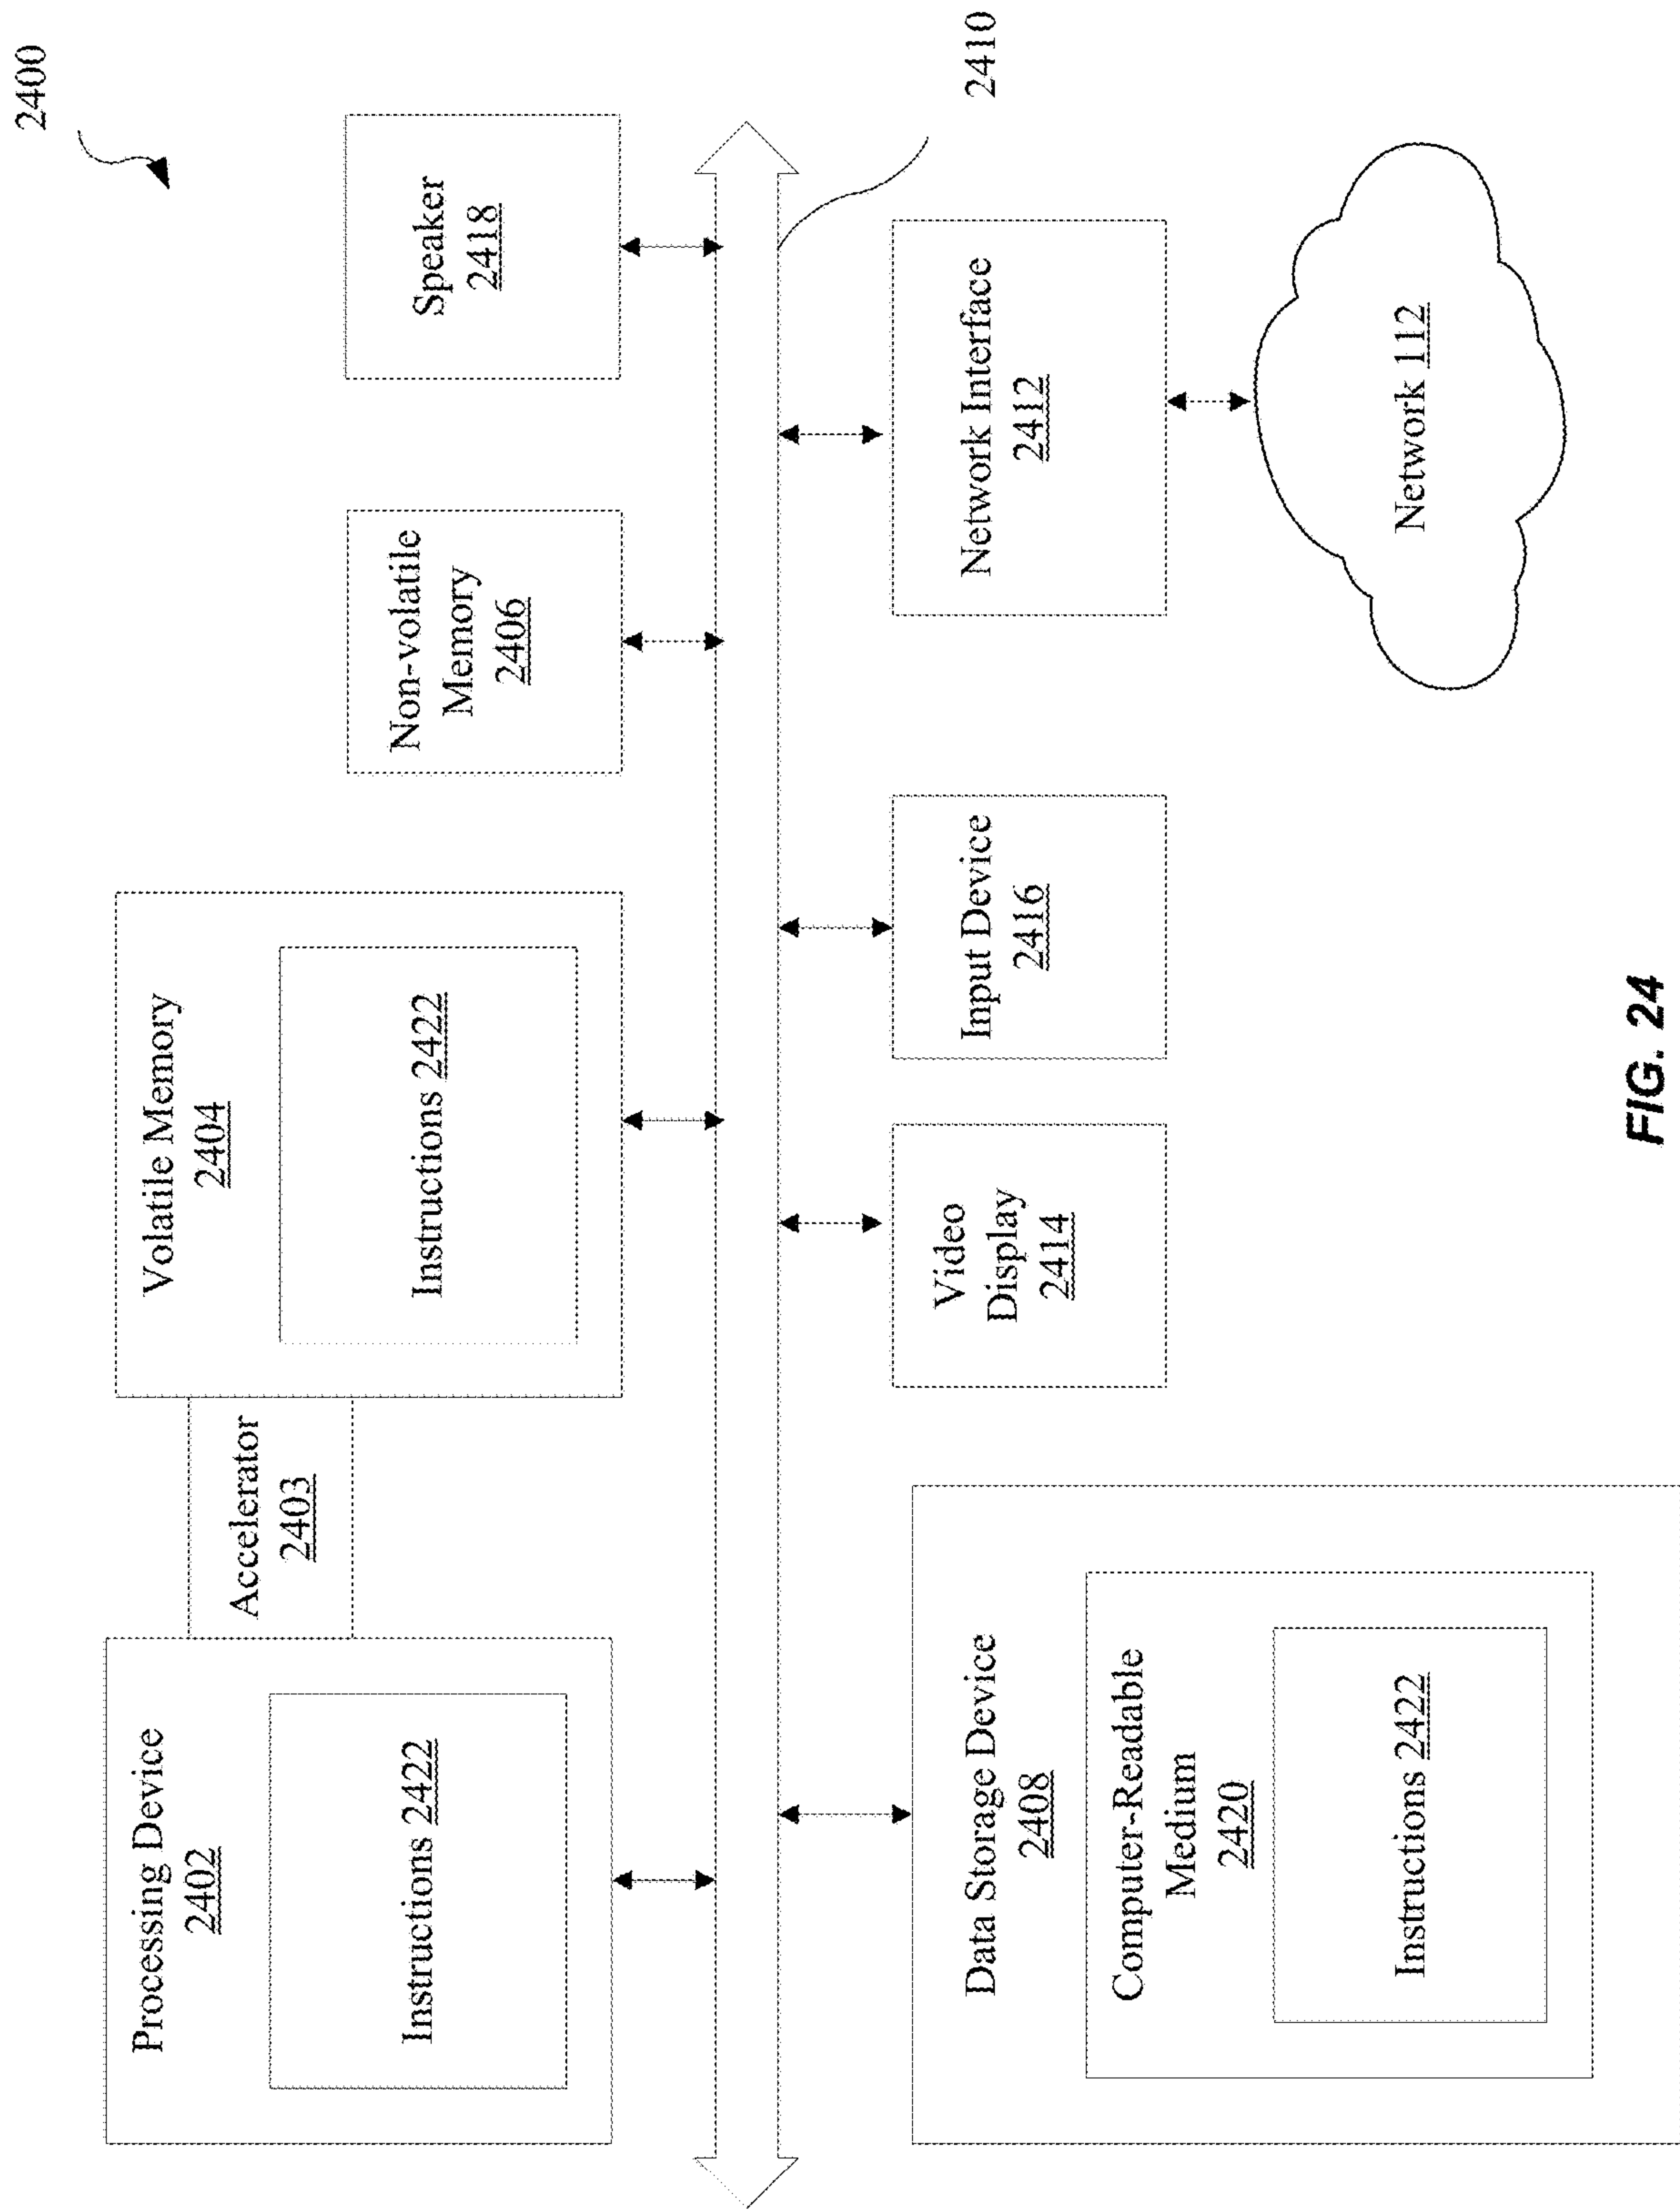 2400
Processing Device
2402
Instructions 2422
Accelerator
2403
Volatile Memory
2404
Instructions 2422
Non-volatile
Memory
2406
Speaker
2418
2410
Data Storage Device
2408
Computer-Readable
Medium
2420
Instructions 2422
Video
Display
2414
Input Device
2416
Network Interface
2412
Network 112
FIG. 24